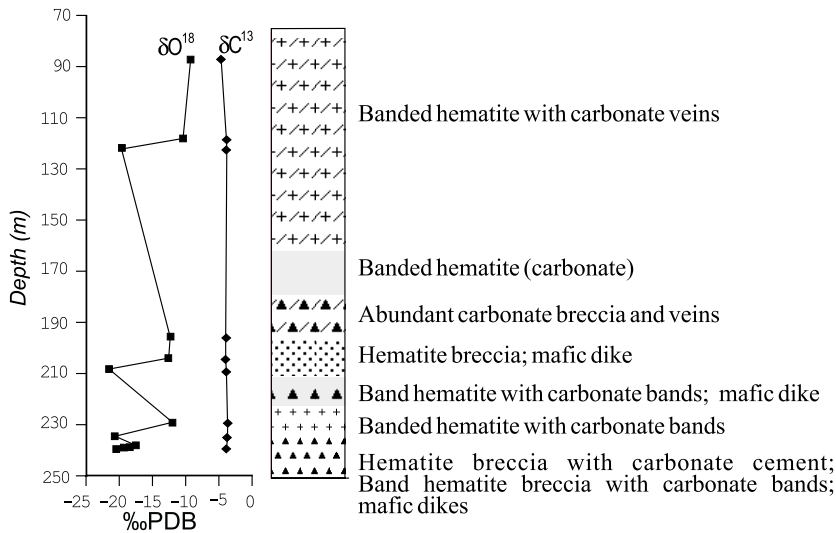 δO18 δC13
70
90
110
130
150
170
190
210
230
250
Depth (m)
−25 −20 −15 −10 −5 0
‰PDB
Banded hematite with carbonate veins
Banded hematite (carbonate)
Abundant carbonate breccia and veins
Hematite breccia; mafic dike
Band hematite with carbonate bands; mafic dike
Banded hematite with carbonate bands
Hematite breccia with carbonate cement;
Band hematite breccia with carbonate bands;
mafic dikes